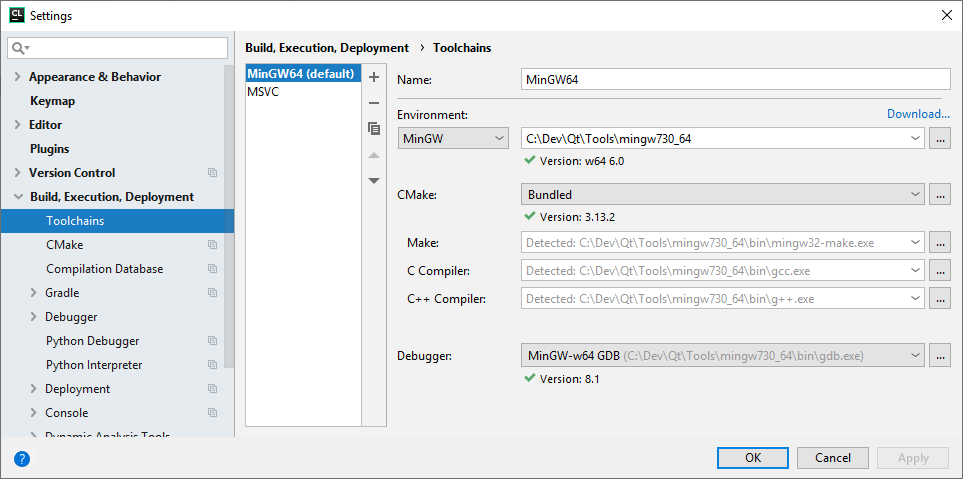 CL Settings
Build, Execution, Deployment › Toolchains
Appearance & Behavior
Keymap
Editor
Plugins
Version Control
Build, Execution, Deployment
Toolchains
CMake
Compilation Database
Gradle
Debugger
Python Debugger
Python Interpreter
Deployment
Console
Dynamic Analysis Tools
?
MinGW64 (default)
MSVC
Name: MinGW64
Environment: Download...
MinGW C:\Dev\Qt\Tools\mingw730_64 ...
Version: w64 6.0
CMake: Bundled ...
Version: 3.13.2
Make: Detected: C:\Dev\Qt\Tools\mingw730_64\bin\mingw32-make.exe ...
C Compiler: Detected: C:\Dev\Qt\Tools\mingw730_64\bin\gcc.exe ...
C++ Compiler: Detected: C:\Dev\Qt\Tools\mingw730_64\bin\g++.exe ...
Debugger: MinGW-w64 GDB (C:\Dev\Qt\Tools\mingw730_64\bin\gdb.exe) ...
Version: 8.1
OK Cancel Apply